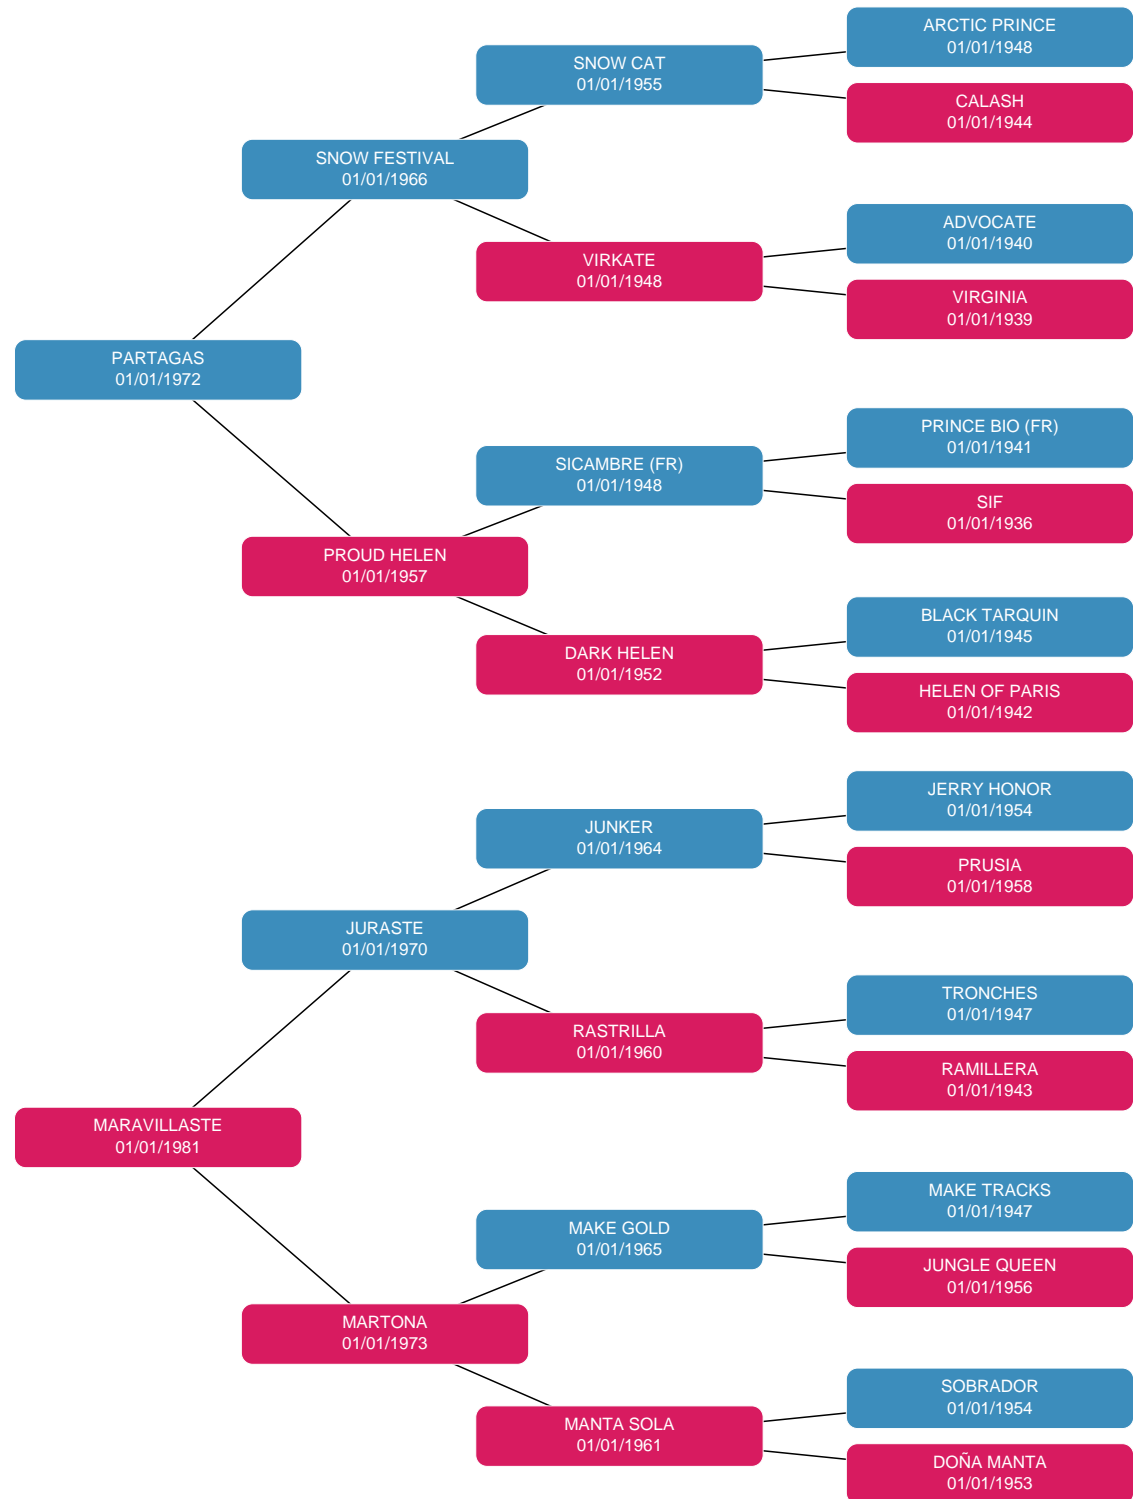 ARCTIC PRINCE
01/01/1948
SNOW CAT
01/01/1955
CALASH
01/01/1944
SNOW FESTIVAL
01/01/1966
ADVOCATE
01/01/1940
VIRKATE
01/01/1948
VIRGINIA
01/01/1939
PARTAGAS
01/01/1972
PRINCE BIO (FR)
01/01/1941
SICAMBRE (FR)
01/01/1948
SIF
01/01/1936
PROUD HELEN
01/01/1957
BLACK TARQUIN
01/01/1945
DARK HELEN
01/01/1952
HELEN OF PARIS
01/01/1942
JERRY HONOR
01/01/1954
JUNKER
01/01/1964
PRUSIA
01/01/1958
JURASTE
01/01/1970
TRONCHES
01/01/1947
RASTRILLA
01/01/1960
RAMILLERA
01/01/1943
MARAVILLASTE
01/01/1981
MAKE TRACKS
01/01/1947
MAKE GOLD
01/01/1965
JUNGLE QUEEN
01/01/1956
MARTONA
01/01/1973
SOBRADOR
01/01/1954
MANTA SOLA
01/01/1961
DOÑA MANTA
01/01/1953